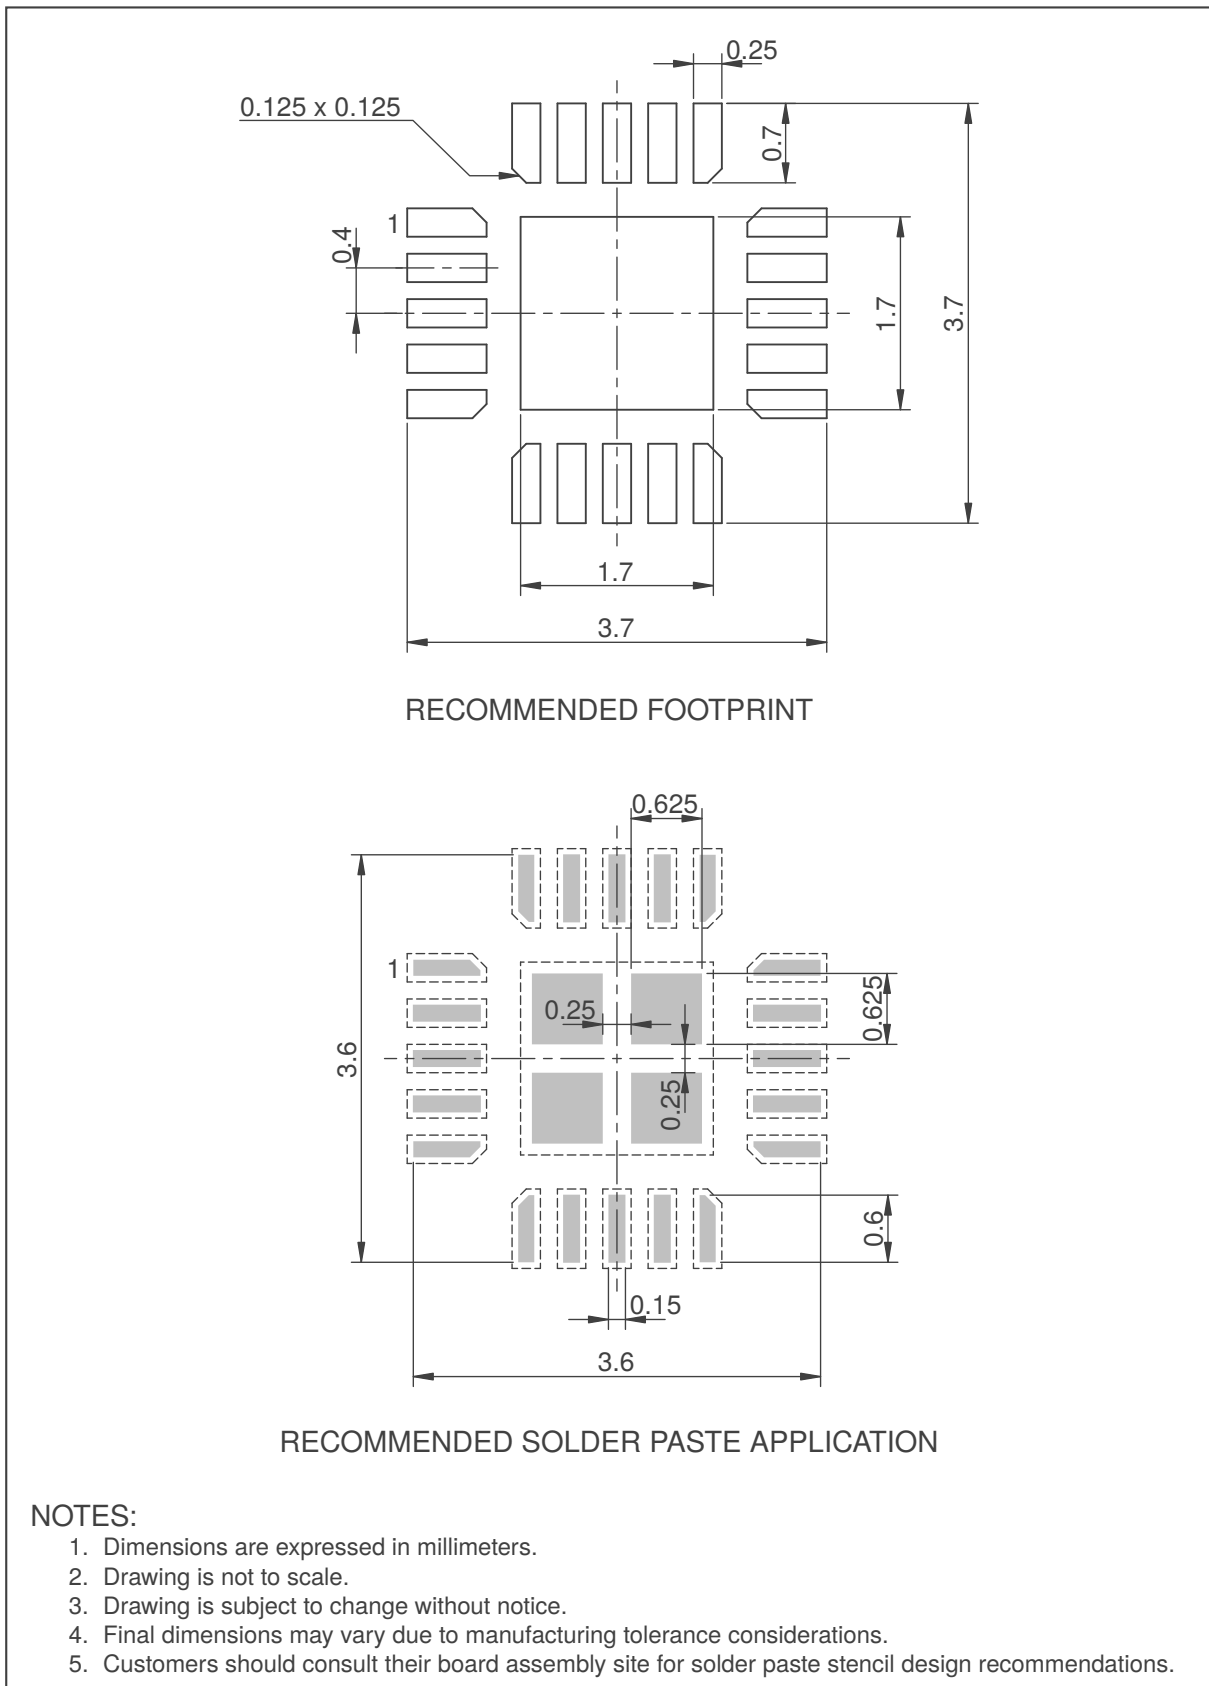 0.25
0.125 x 0.125
0.7
1
0.4
1.7
3.7
1.7
3.7
RECOMMENDED FOOTPRINT
0.625
1
0.25
0.625
3.6
0.25
0.6
0.15
3.6
RECOMMENDED SOLDER PASTE APPLICATION
NOTES:
1. Dimensions are expressed in millimeters.
2. Drawing is not to scale.
3. Drawing is subject to change without notice.
4. Final dimensions may vary due to manufacturing tolerance considerations.
5. Customers should consult their board assembly site for solder paste stencil design recommendations.